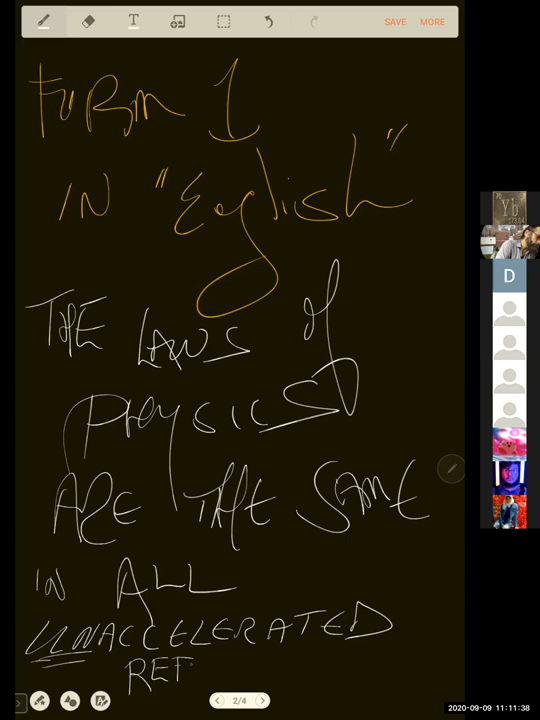 SAVE MORE
FORM 1
IN "English"
THE LAWS of
PHYSICS
ARE THE SAME
IN ALL
UNACCELERATED
REF
2/4
Yb
D
2020-09-09 11:11:38